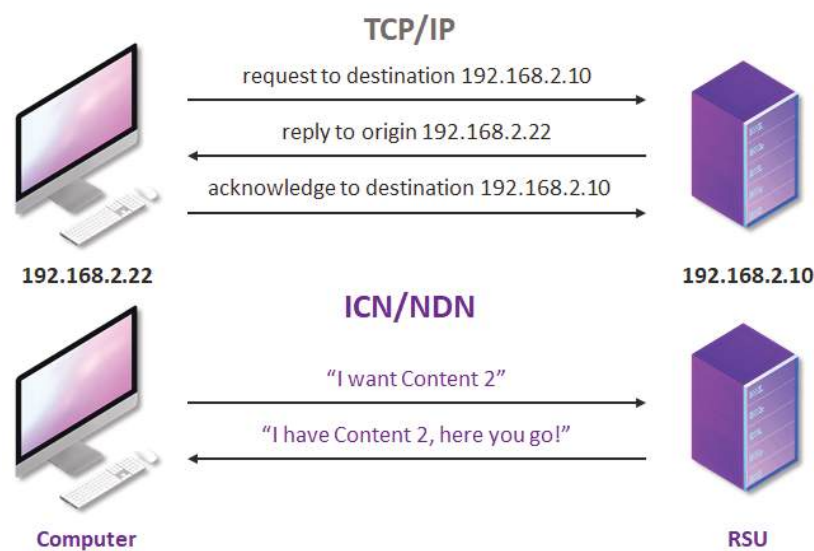 TCP/IP
request to destination 192.168.2.10
reply to origin 192.168.2.22
acknowledge to destination 192.168.2.10
192.168.2.22
192.168.2.10
ICN/NDN
“I want Content 2”
“I have Content 2, here you go!”
Computer
RSU